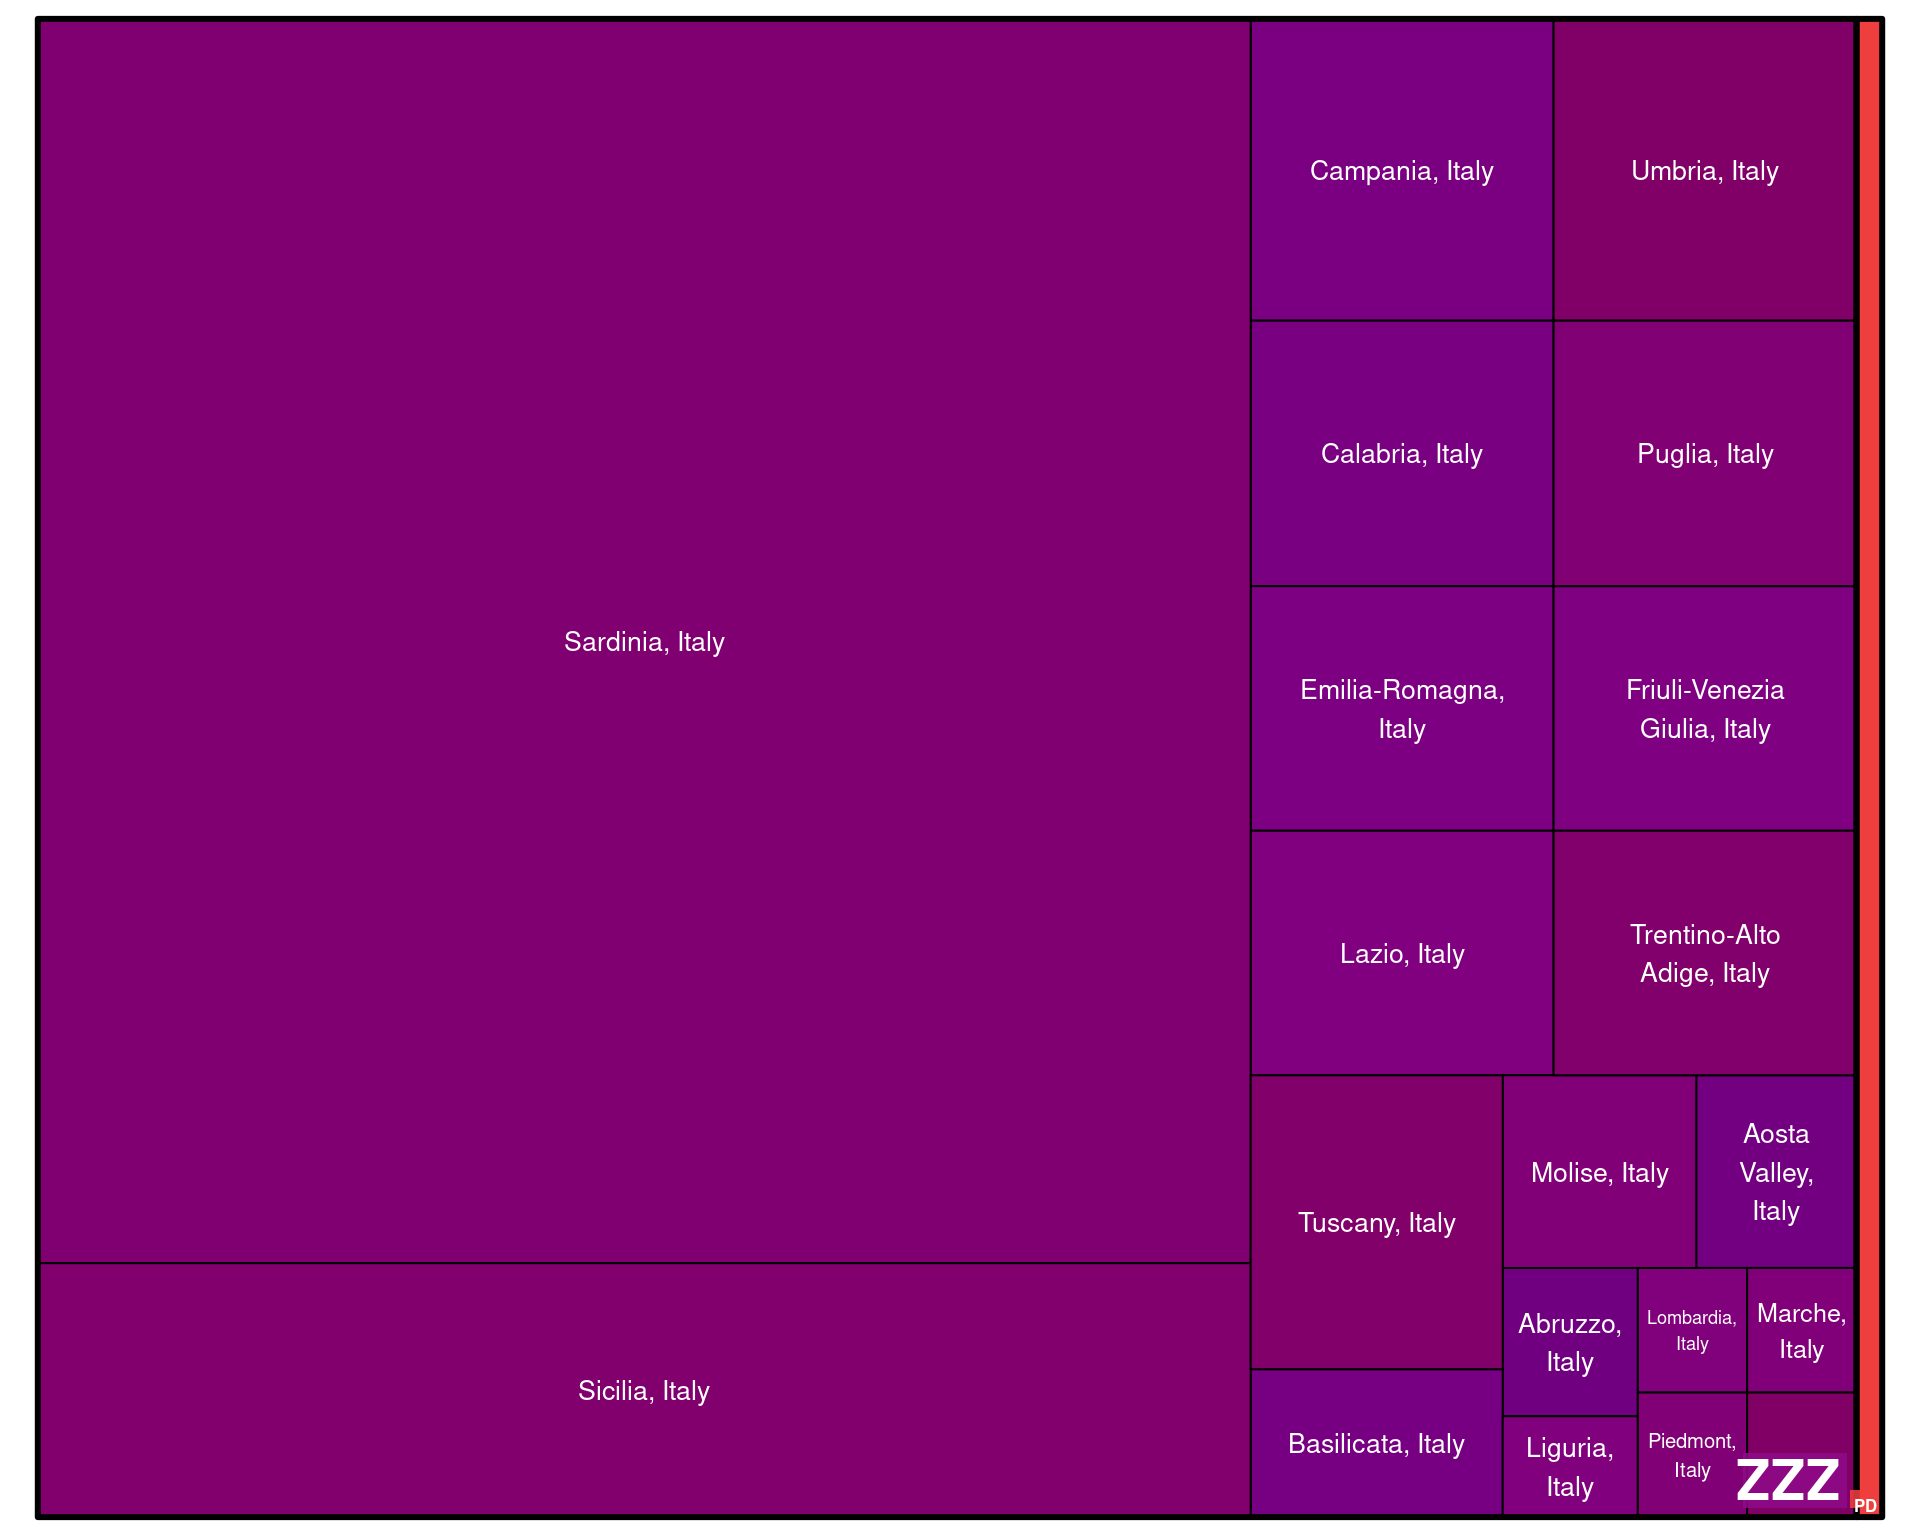 Campania, Italy
Umbria, Italy
Calabria, Italy
Puglia, Italy
Sardinia, Italy
Emilia-Romagna,
Italy
Friuli-Venezia
Giulia, Italy
Lazio, Italy
Trentino-Alto
Adige, Italy
Tuscany, Italy
Molise, Italy
Aosta
Valley,
Italy
Abruzzo,
Italy
Lombardia,
Italy
Marche,
Italy
Sicilia, Italy
Basilicata, Italy
Liguria,
Italy
Piedmont,
Italy
ZZZ
PD